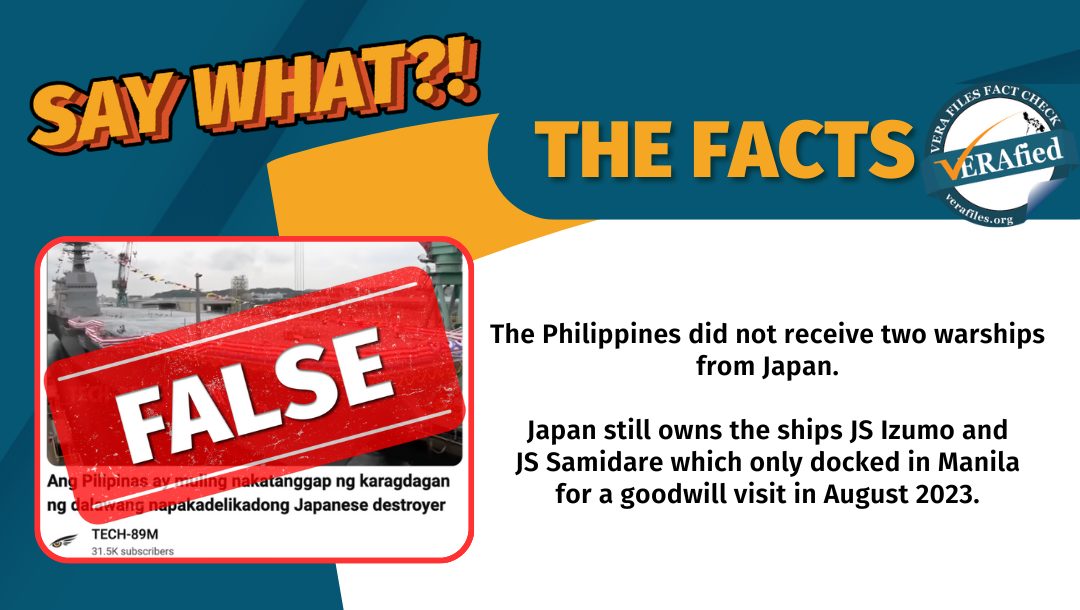 SAY WHAT?!
THE FACTS
VERA FILES FACT CHECK
VERAfied
verafiles.org
FALSE
Ang Pilipinas ay muling nakatanggap ng karagdagan
ng dalawang napakadelikadong Japanese destroyer
TECH-89M
31.5K subscribers
The Philippines did not receive two warships
from Japan.
Japan still owns the ships JS Izumo and
JS Samidare which only docked in Manila
for a goodwill visit in August 2023.